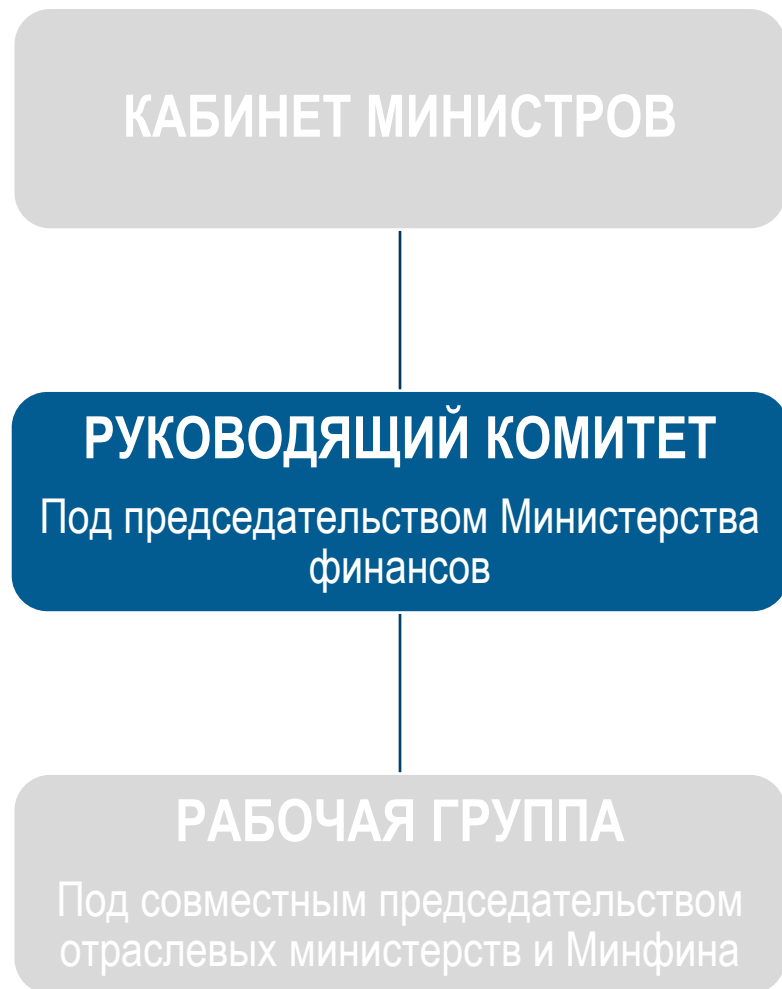 КАБИНЕТ МИНИСТРОВ
РУКОВОДЯЩИЙ КОМИТЕТ
Под председательством Министерства
финансов
РАБОЧАЯ ГРУППА
Под совместным председательством
отраслевых министерств и Минфина